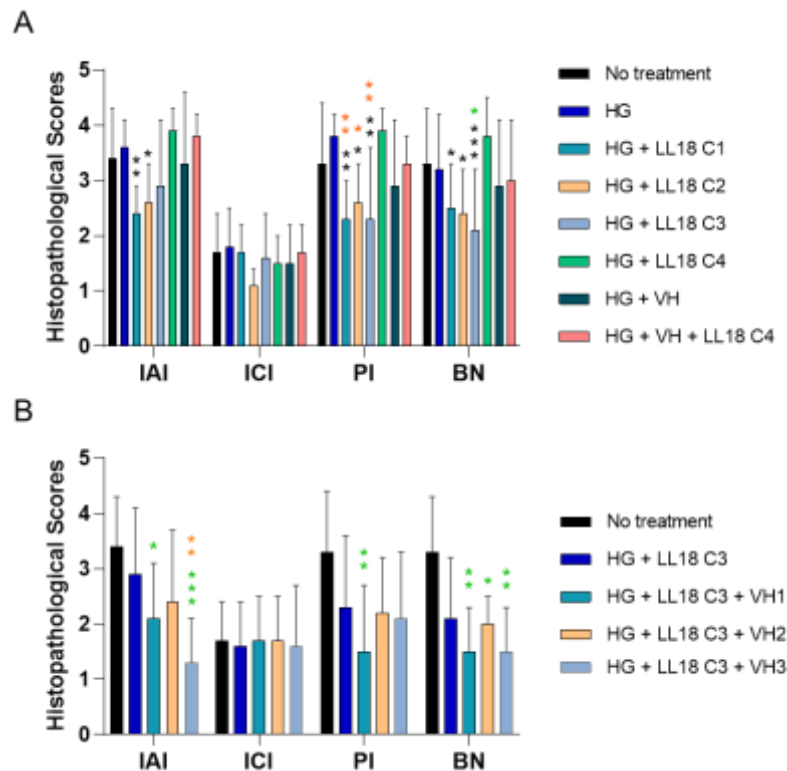 A
Histopathological Scores
5
4
3
2
1
0
IAI ICI PI BN
** * ** ** ** * ** ** * * *** *
No treatment
HG
HG + LL18 C1
HG + LL18 C2
HG + LL18 C3
HG + LL18 C4
HG + VH
HG + VH + LL18 C4
B
Histopathological Scores
5
4
3
2
1
0
IAI ICI PI BN
* ** *** ** ** * **
No treatment
HG + LL18 C3
HG + LL18 C3 + VH1
HG + LL18 C3 + VH2
HG + LL18 C3 + VH3